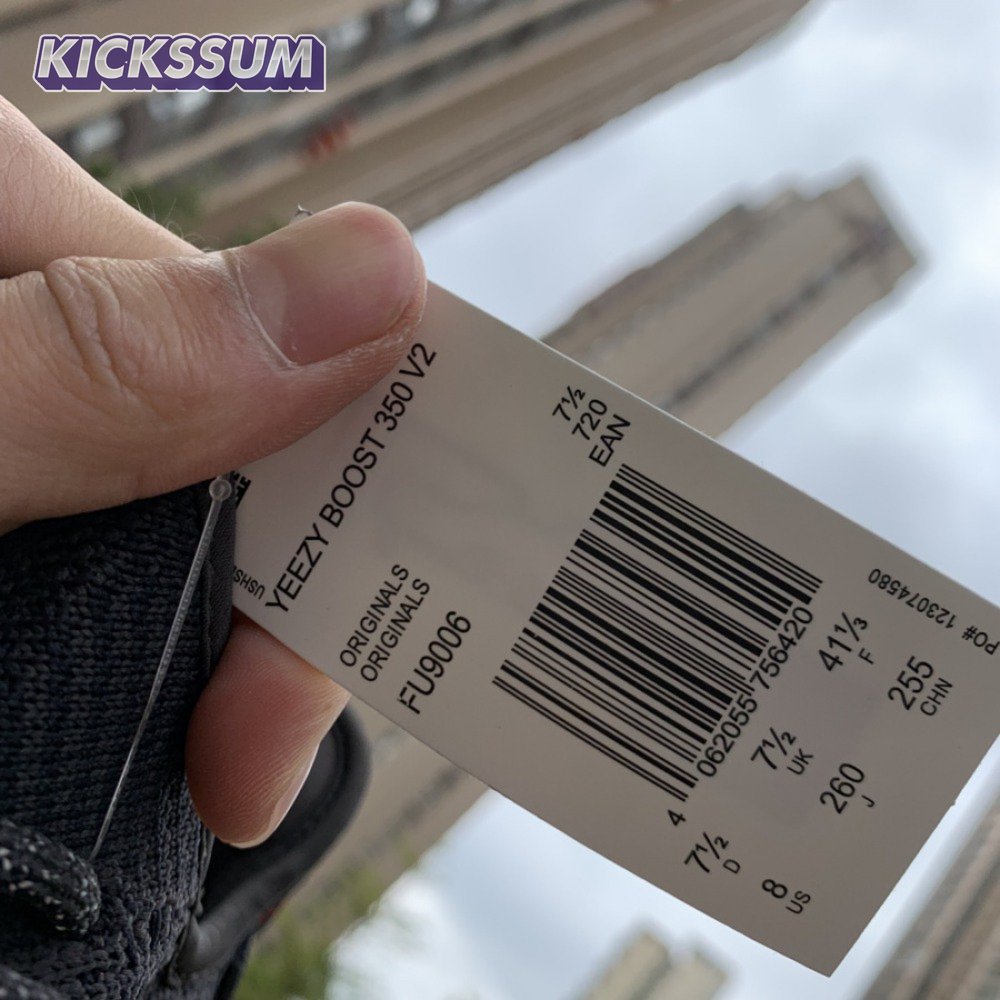 KICKSSUM
YEEZY BOOST 350 V2
ORIGINALS
ORIGINALS
FU9006
7½
720
EAN
4 062055 756420
7½
D
7½
UK
41⅓
F
8
US
260
J
255
CHN
PO# 123074580